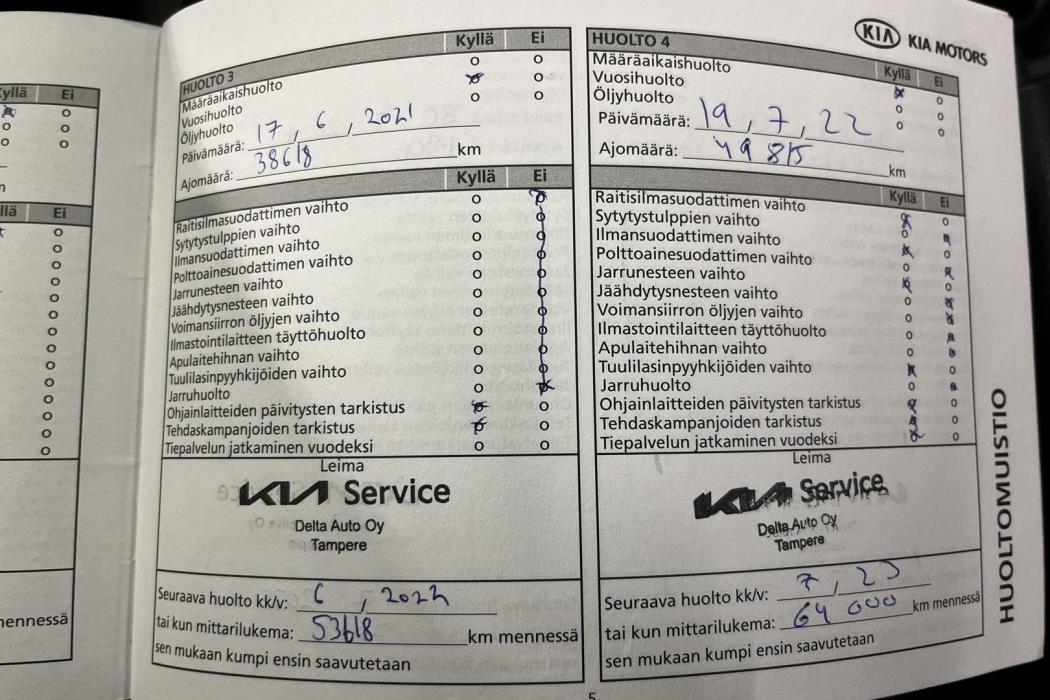 Kyllä Ei
llä Ei
mennessä
HUOLTO 3 Kyllä Ei
Määräaikaishuolto
Vuosihuolto
Öljyhuolto
Päivämäärä: 17, 6, 2021
Ajomäärä: 38618 km
Kyllä Ei
Raitisilmasuodattimen vaihto
Sytytystulppien vaihto
Ilmansuodattimen vaihto
Polttoainesuodattimen vaihto
Jarrunesteen vaihto
Jäähdytysnesteen vaihto
Voimansiirron öljyjen vaihto
Ilmastointilaitteen täyttöhuolto
Apulaitehihnan vaihto
Tuulilasinpyyhkijöiden vaihto
Jarruhuolto
Ohjainlaitteiden päivitysten tarkistus
Tehdaskampanjoiden tarkistus
Tiepalvelun jatkaminen vuodeksi
Leima
KIA Service
Delta Auto Oy
Tampere
Seuraava huolto kk/v: 6, 2022
tai kun mittarilukema: 53618 km mennessä
sen mukaan kumpi ensin saavutetaan
KIA KIA MOTORS
HUOLTO 4 Kyllä Ei
Määräaikaishuolto
Vuosihuolto
Öljyhuolto
Päivämäärä: 19, 7, 22
Ajomäärä: 49 815 km
Kyllä Ei
Raitisilmasuodattimen vaihto
Sytytystulppien vaihto
Ilmansuodattimen vaihto
Polttoainesuodattimen vaihto
Jarrunesteen vaihto
Jäähdytysnesteen vaihto
Voimansiirron öljyjen vaihto
Ilmastointilaitteen täyttöhuolto
Apulaitehihnan vaihto
Tuulilasinpyyhkijöiden vaihto
Jarruhuolto
Ohjainlaitteiden päivitysten tarkistus
Tehdaskampanjoiden tarkistus
Tiepalvelun jatkaminen vuodeksi
Leima
KIA Service
Delta Auto Oy
Tampere
Seuraava huolto kk/v: 7, 23
tai kun mittarilukema: 64 000 km mennessä
sen mukaan kumpi ensin saavutetaan
HUOLTOMUISTIO
5